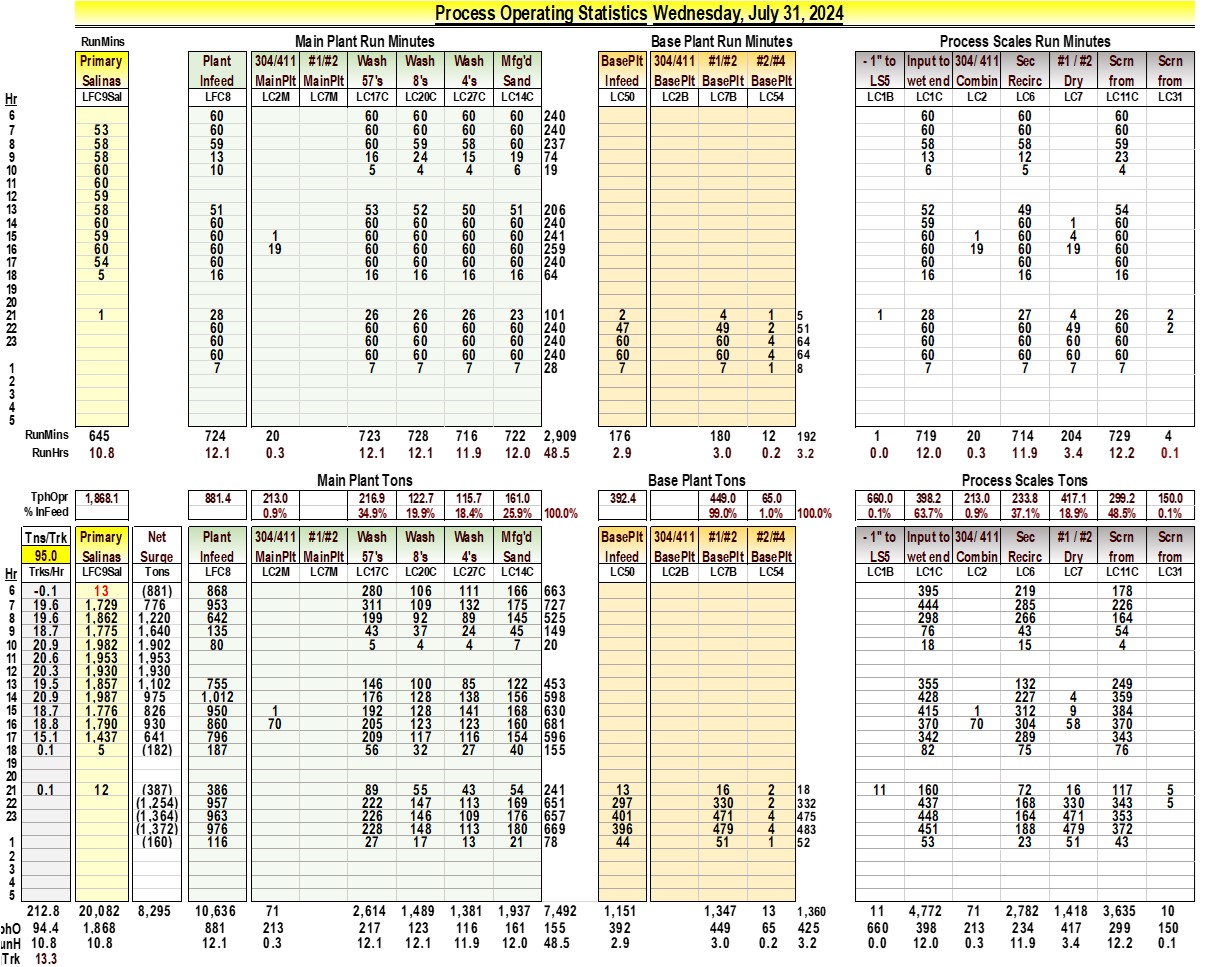 Process Operating Statistics Wednesday, July 31, 2024
RunMins Main Plant Run Minutes Base Plant Run Minutes Process Scales Run Minutes
Primary Plant 304/411 #1/#2 Wash Wash Wash Mfg'd BasePlt 304/411 #1/#2 #2/#4 - 1" to Input to 304/ 411 Sec #1 / #2 Scrn Scrn
Salinas Infeed MainPlt MainPlt 57's 8's 4's Sand Infeed BasePlt BasePlt BasePlt LS5 wet end Combin Recirc Dry from from
Hr LFC9Sal LFC8 LC2M LC7M LC17C LC20C LC27C LC14C LC50 LC2B LC7B LC54 LC1B LC1C LC2 LC6 LC7 LC11C LC31
6 60 60 60 60 60 240 60 60 60
7 53 60 60 60 60 60 240 60 60 60
8 58 59 60 59 58 60 237 58 58 59
9 58 13 16 24 15 19 74 13 12 23
10 60 10 5 4 4 6 19 6 5 4
11 60
12 59
13 58 51 53 52 50 51 206 52 49 54
14 60 60 60 60 60 60 240 59 60 1 60
15 59 60 1 60 60 60 60 241 60 1 60 4 60
16 60 60 19 60 60 60 60 259 60 19 60 19 60
17 54 60 60 60 60 60 240 60 60 60
18 5 16 16 16 16 16 64 16 16 16
19
20
21 1 28 26 26 26 23 101 2 4 1 5 1 28 27 4 26 2
22 60 60 60 60 60 240 47 49 2 51 60 60 49 60 2
23 60 60 60 60 60 240 60 60 4 64 60 60 60 60
60 60 60 60 60 240 60 60 4 64 60 60 60 60
1 7 7 7 7 7 28 7 7 1 8 7 7 7 7
2
3
4
5
RunMins 645 724 20 723 728 716 722 2,909 176 180 12 192 1 719 20 714 204 729 4
RunHrs 10.8 12.1 0.3 12.1 12.1 11.9 12.0 48.5 2.9 3.0 0.2 3.2 0.0 12.0 0.3 11.9 3.4 12.2 0.1
Main Plant Tons Base Plant Tons Process Scales Tons
TphOpr 1,868.1 881.4 213.0 216.9 122.7 115.7 161.0 392.4 449.0 65.0 660.0 398.2 213.0 233.8 417.1 299.2 150.0
% InFeed 0.9% 34.9% 19.9% 18.4% 25.9% 100.0% 99.0% 1.0% 100.0% 0.1% 63.7% 0.9% 37.1% 18.9% 48.5% 0.1%
Tns/Trk Primary Net Plant 304/411 #1/#2 Wash Wash Wash Mfg'd BasePlt 304/411 #1/#2 #2/#4 - 1" to Input to 304/ 411 Sec #1 / #2 Scrn Scrn
95.0 Salinas Surge Infeed MainPlt MainPlt 57's 8's 4's Sand Infeed BasePlt BasePlt BasePlt LS5 wet end Combin Recirc Dry from from
Hr Trks/Hr LFC9Sal Tons LFC8 LC2M LC7M LC17C LC20C LC27C LC14C LC50 LC2B LC7B LC54 LC1B LC1C LC2 LC6 LC7 LC11C LC31
6 -0.1 13 (881) 868 280 106 111 166 663 395 219 178
7 19.6 1,729 776 953 311 109 132 175 727 444 285 226
8 19.6 1,862 1,220 642 199 92 89 145 525 298 266 164
9 18.7 1,775 1,640 135 43 37 24 45 149 76 43 54
10 20.9 1,982 1,902 80 5 4 4 7 20 18 15 4
11 20.6 1,953 1,953
12 20.3 1,930 1,930
13 19.5 1,857 1,102 755 146 100 85 122 453 355 132 249
14 20.9 1,987 975 1,012 176 128 138 156 598 428 227 4 359
15 18.7 1,776 826 950 1 192 128 141 168 630 415 1 312 9 384
16 18.8 1,790 930 860 70 205 123 123 160 681 370 70 304 58 370
17 15.1 1,437 641 796 209 117 116 154 596 342 289 343
18 0.1 5 (182) 187 56 32 27 40 155 82 75 76
19
20
21 0.1 12 (387) 386 89 55 43 54 241 13 16 2 18 11 160 72 16 117 5
22 (1,254) 957 222 147 113 169 651 297 330 2 332 437 168 330 343 5
23 (1,364) 963 226 146 109 176 657 401 471 4 475 448 164 471 353
(1,372) 976 228 148 113 180 669 396 479 4 483 451 188 479 372
1 (160) 116 27 17 13 21 78 44 51 1 52 53 23 51 43
2
3
4
5
212.8 20,082 8,295 10,636 71 2,614 1,489 1,381 1,937 7,492 1,151 1,347 13 1,360 11 4,772 71 2,782 1,418 3,635 10
phO 94.4 1,868 881 213 217 123 116 161 155 392 449 65 425 660 398 213 234 417 299 150
unH 10.8 10.8 12.1 0.3 12.1 12.1 11.9 12.0 48.5 2.9 3.0 0.2 3.2 0.0 12.0 0.3 11.9 3.4 12.2 0.1
Trk 13.3